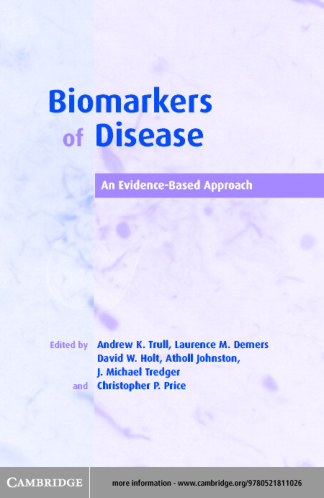 Biomarkers
of Disease
An Evidence-Based Approach
Edited by Andrew K. Trull, Laurence M. Demers
David W. Holt, Atholl Johnston,
J. Michael Tredger
and Christopher P. Price
CAMBRIDGE
more information - www.cambridge.org/9780521811026